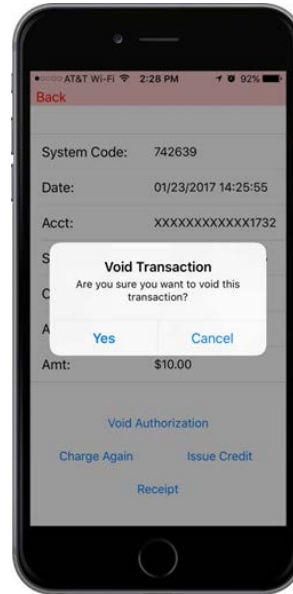 AT&T Wi-Fi 2:28 PM 92%
Back
System Code: 742639
Date: 01/23/2017 14:25:55
Acct: XXXXXXXXXXXX1732
S
Void Transaction
Are you sure you want to void this
transaction?
C
A
Yes Cancel
Amt: $10.00
Void Authorization
Charge Again Issue Credit
Receipt